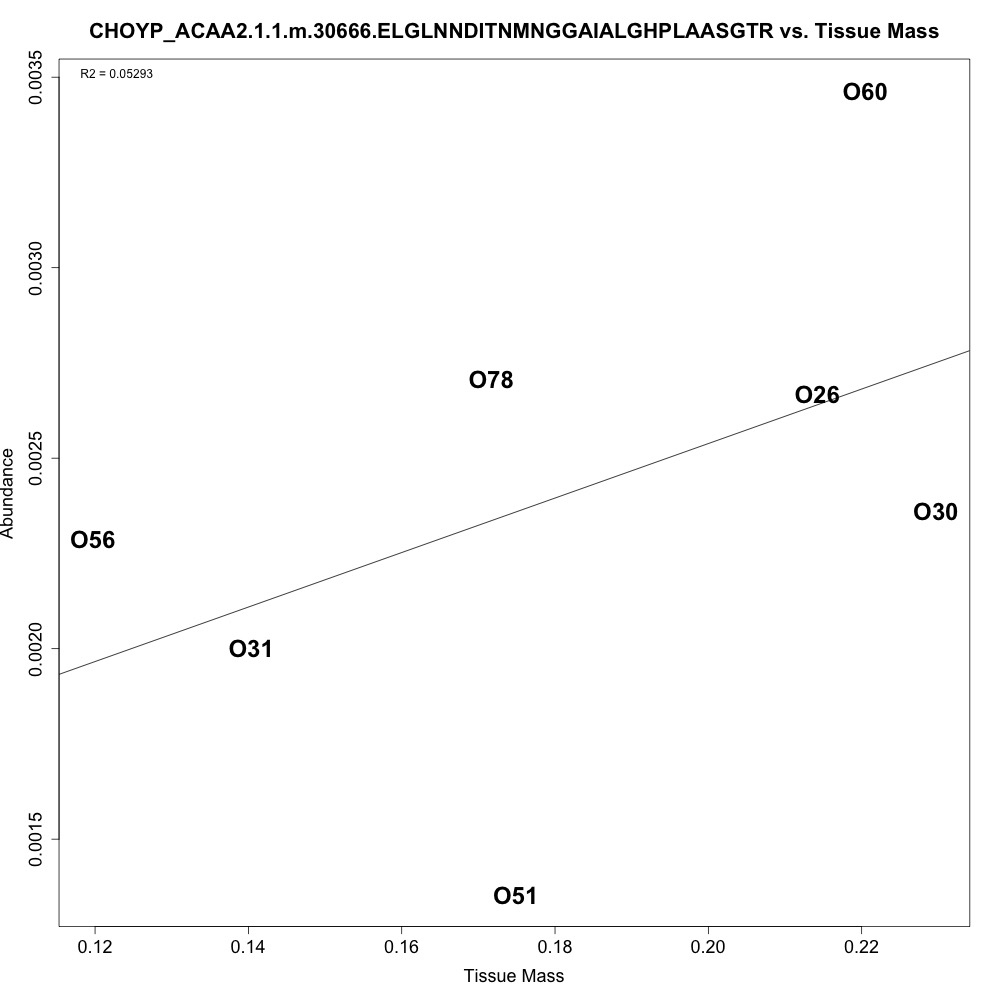 CHOYP_ACAA2.1.1.m.30666.ELGLNNDITNMNGGAIALGHPLAASGTR vs. Tissue Mass
R2 = 0.05293
0.0035
0.0030
0.0025
0.0020
0.0015
Abundance
O60
O78
O26
O30
O56
O31
O51
0.12 0.14 0.16 0.18 0.20 0.22
Tissue Mass